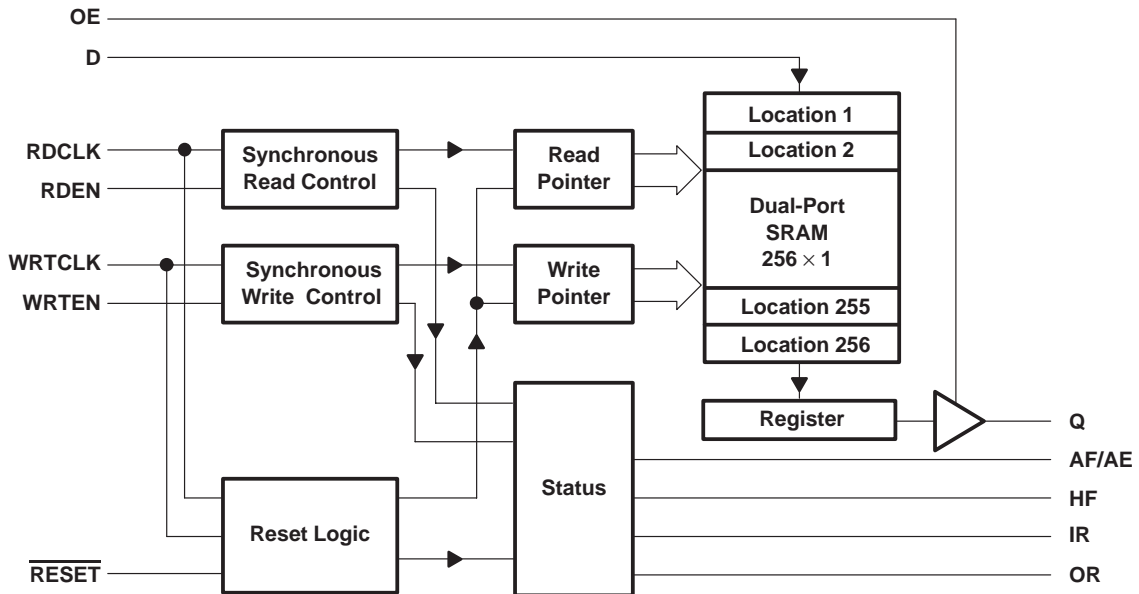 OE
D
RDCLK
RDEN
WRTCLK
WRTEN
RESET
Synchronous
Read Control
Synchronous
Write Control
Reset Logic
Read
Pointer
Write
Pointer
Status
Location 1
Location 2
Dual-Port
SRAM
256 × 1
Location 255
Location 256
Register
Q
AF/AE
HF
IR
OR